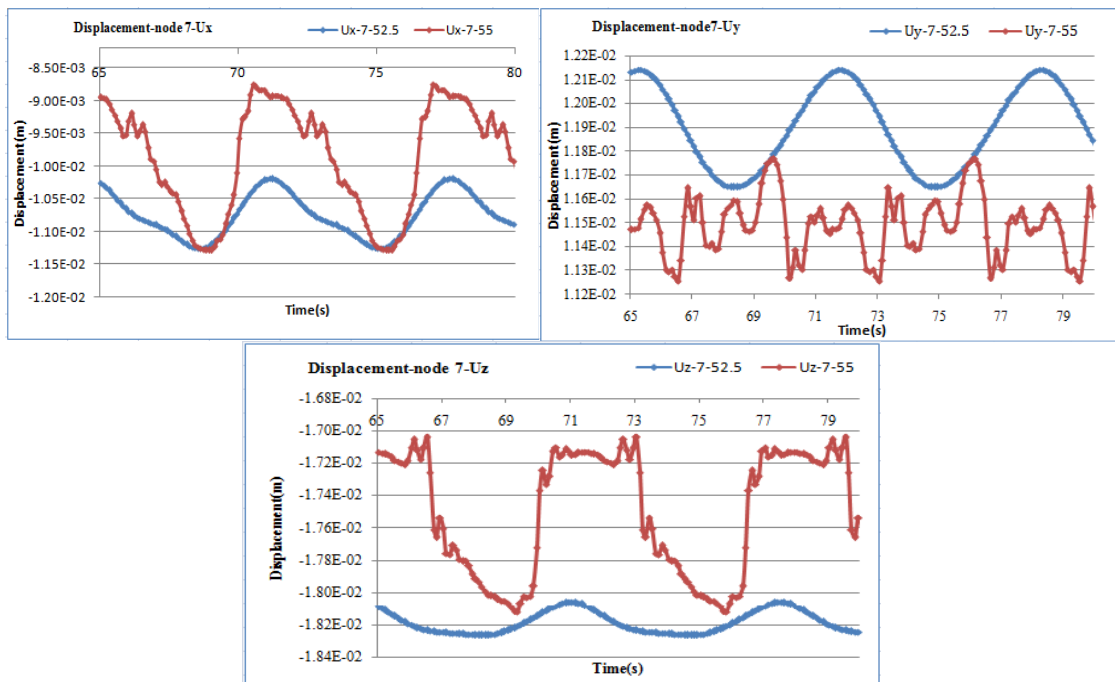 Displacement-node 7-Ux
Ux-7-52.5
Ux-7-55
65
70
75
80
-8.50E-03
-9.00E-03
-9.50E-03
-1.00E-02
-1.05E-02
-1.10E-02
-1.15E-02
-1.20E-02
Displacement(m)
Time(s)
Displacement-node7-Uy
Uy-7-52.5
Uy-7-55
1.22E-02
1.21E-02
1.20E-02
1.19E-02
1.18E-02
1.17E-02
1.16E-02
1.15E-02
1.14E-02
1.13E-02
1.12E-02
Displacement(m)
65
67
69
71
73
75
77
79
Time(s)
Displacement-node 7-Uz
Uz-7-52.5
Uz-7-55
-1.68E-02
-1.70E-02
-1.72E-02
-1.74E-02
-1.76E-02
-1.78E-02
-1.80E-02
-1.82E-02
-1.84E-02
65
67
69
71
73
75
77
79
Displacement(m)
Time(s)